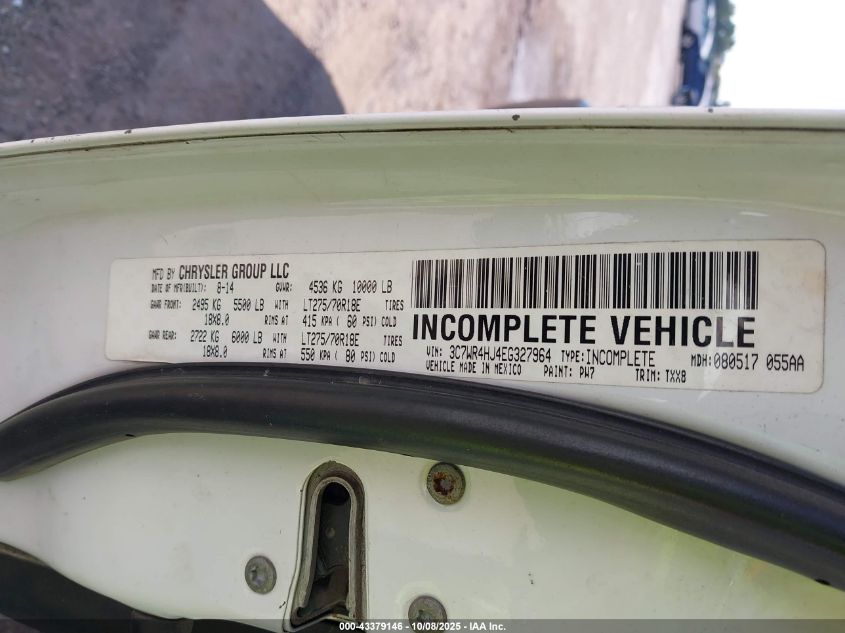 MFD BY CHRYSLER GROUP LLC
DATE OF MFG(BUILT): 8-14 GVWR: 4536 KG 10000 LB
GAWR FRONT: 2495 KG 5500 LB WITH LT275/70R18E TIRES
18X8.0 RIMS AT 415 KPA ( 60 PSI) COLD
GAWR REAR: 2722 KG 6000 LB WITH LT275/70R18E TIRES
18X8.0 RIMS AT 550 KPA ( 80 PSI) COLD
INCOMPLETE VEHICLE
VIN: 3C7WR4HJ4EG327964 TYPE: INCOMPLETE MDH: 080517 055AA
VEHICLE MADE IN MEXICO PAINT: PW7 TRIM: TXX8
000-43379146 - 10/08/2025 - IAA Inc.